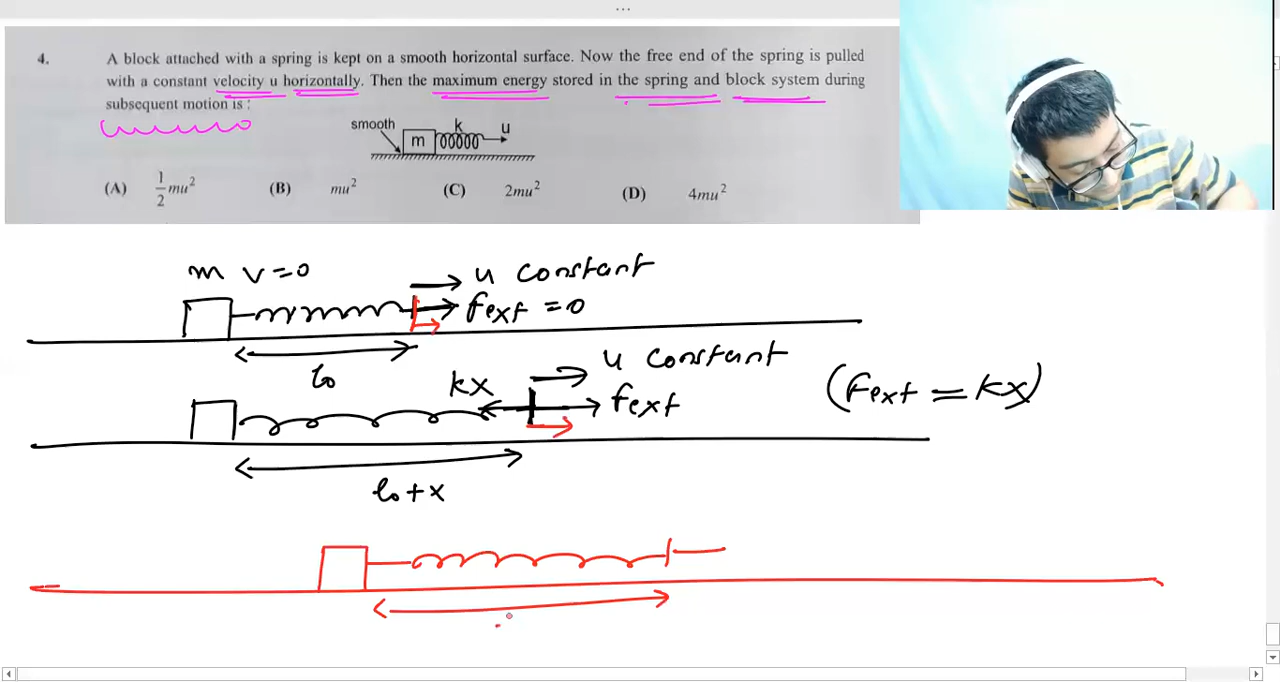 4. A block attached with a spring is kept on a smooth horizontal surface. Now the free end of the spring is pulled
with a constant velocity u horizontally. Then the maximum energy stored in the spring and block system during
subsequent motion is :
smooth m k u
(A) 1/2 mu² (B) mu² (C) 2mu² (D) 4mu²
m v=0 u constant
fext = 0
l₀
kx u constant
fext (Fext = kx)
l₀+x